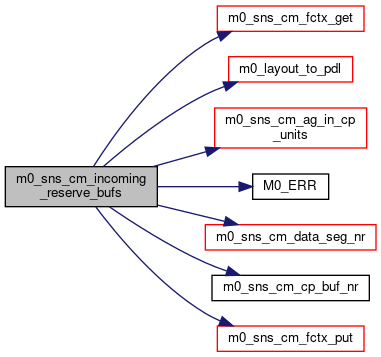 m0_sns_cm_fctx_get
m0_layout_to_pdl
m0_sns_cm_ag_in_cp
_units
m0_sns_cm_incoming
_reserve_bufs
M0_ERR
m0_sns_cm_data_seg_nr
m0_sns_cm_cp_buf_nr
m0_sns_cm_fctx_put